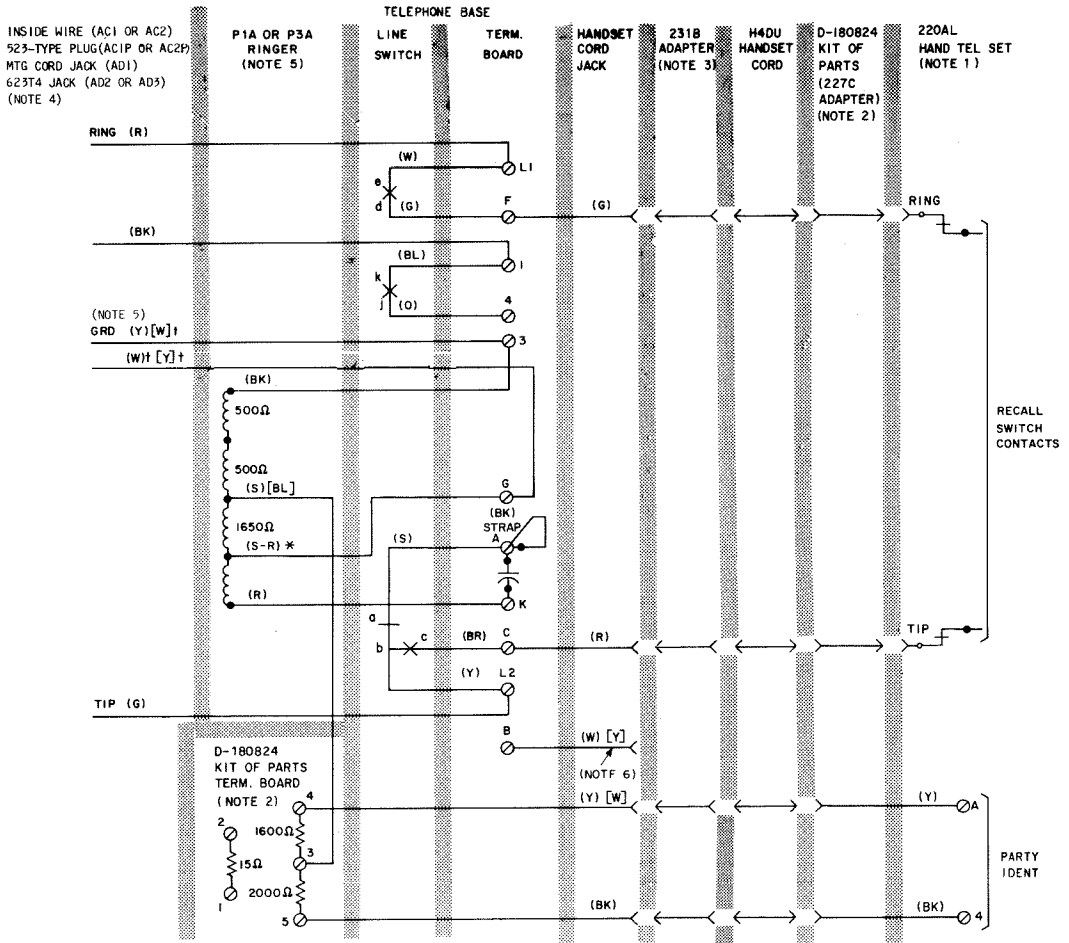 TELEPHONE BASE
INSIDE WIRE (AC1 OR AC2)
523-TYPE PLUG(AC1P OR AC2P)
MTG CORD JACK (AD1)
623T4 JACK (AD2 OR AD3)
(NOTE 4)
P1A OR P3A
RINGER
(NOTE 5)
LINE
SWITCH
TERM.
BOARD
HANDSET
CORD
JACK
231B
ADAPTER
(NOTE 3)
H4DU
HANDSET
CORD
D-180824
KIT OF
PARTS
(227C
ADAPTER)
(NOTE 2)
220AL
HAND TEL SET
(NOTE 1)
RING (R)
(W)
L1
e
d
(G)
F
(G)
RING
(BK)
(BL)
1
k
j
(O)
4
(NOTE 5)
GRD (Y)[W]†
3
(W)† [Y]†
(BK)
500Ω
RECALL
SWITCH
CONTACTS
500Ω
(S)[BL]
G
(BK)
STRAP
1650Ω
(S-R) *
(S)
A
(R)
K
a
b
c
(BR)
C
(R)
TIP
(Y)
L2
TIP (G)
B
(W) [Y]
(NOTF 6)
D-180824
KIT OF PARTS
TERM. BOARD
(NOTE 2)
4
(Y) [W]
(Y)
A
2
1600Ω
3
15Ω
PARTY
IDENT
2000Ω
1
5
(BK)
(BK)
4